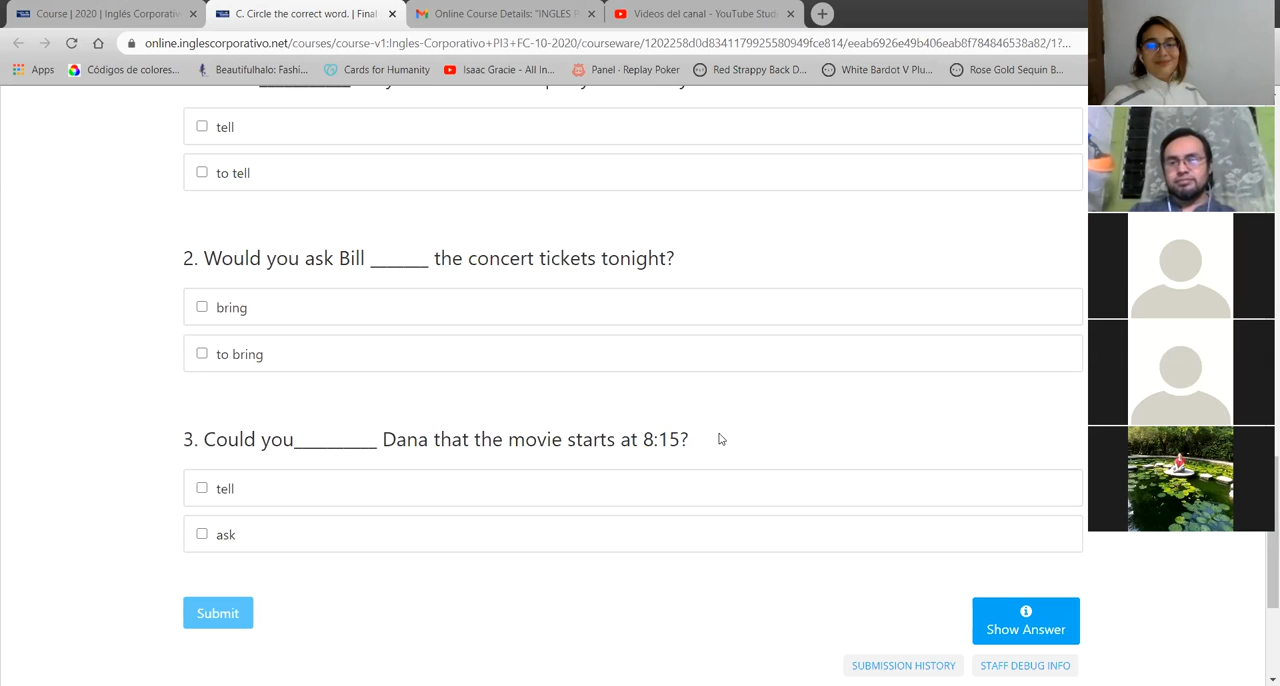 Course | 2020 | Inglés Corporativ
C. Circle the correct word. | Final
Online Course Details: "INGLES P
Videos del canal - YouTube Stud
online.inglescorporativo.net/courses/course-v1:Ingles-Corporativo+PI3+FC-10-2020/courseware/1202258d0d8341179925580949fce814/eeab6926e49b406eab8f784846538a82/1?...
Apps
Códigos de colores...
Beautifulhalo: Fashi...
Cards for Humanity
Isaac Gracie - All In...
Panel - Replay Poker
Red Strappy Back D...
White Bardot V Plu...
Rose Gold Sequin B...
tell
to tell
2. Would you ask Bill _______ the concert tickets tonight?
bring
to bring
3. Could you__________ Dana that the movie starts at 8:15?
tell
ask
Submit
Show Answer
SUBMISSION HISTORY
STAFF DEBUG INFO